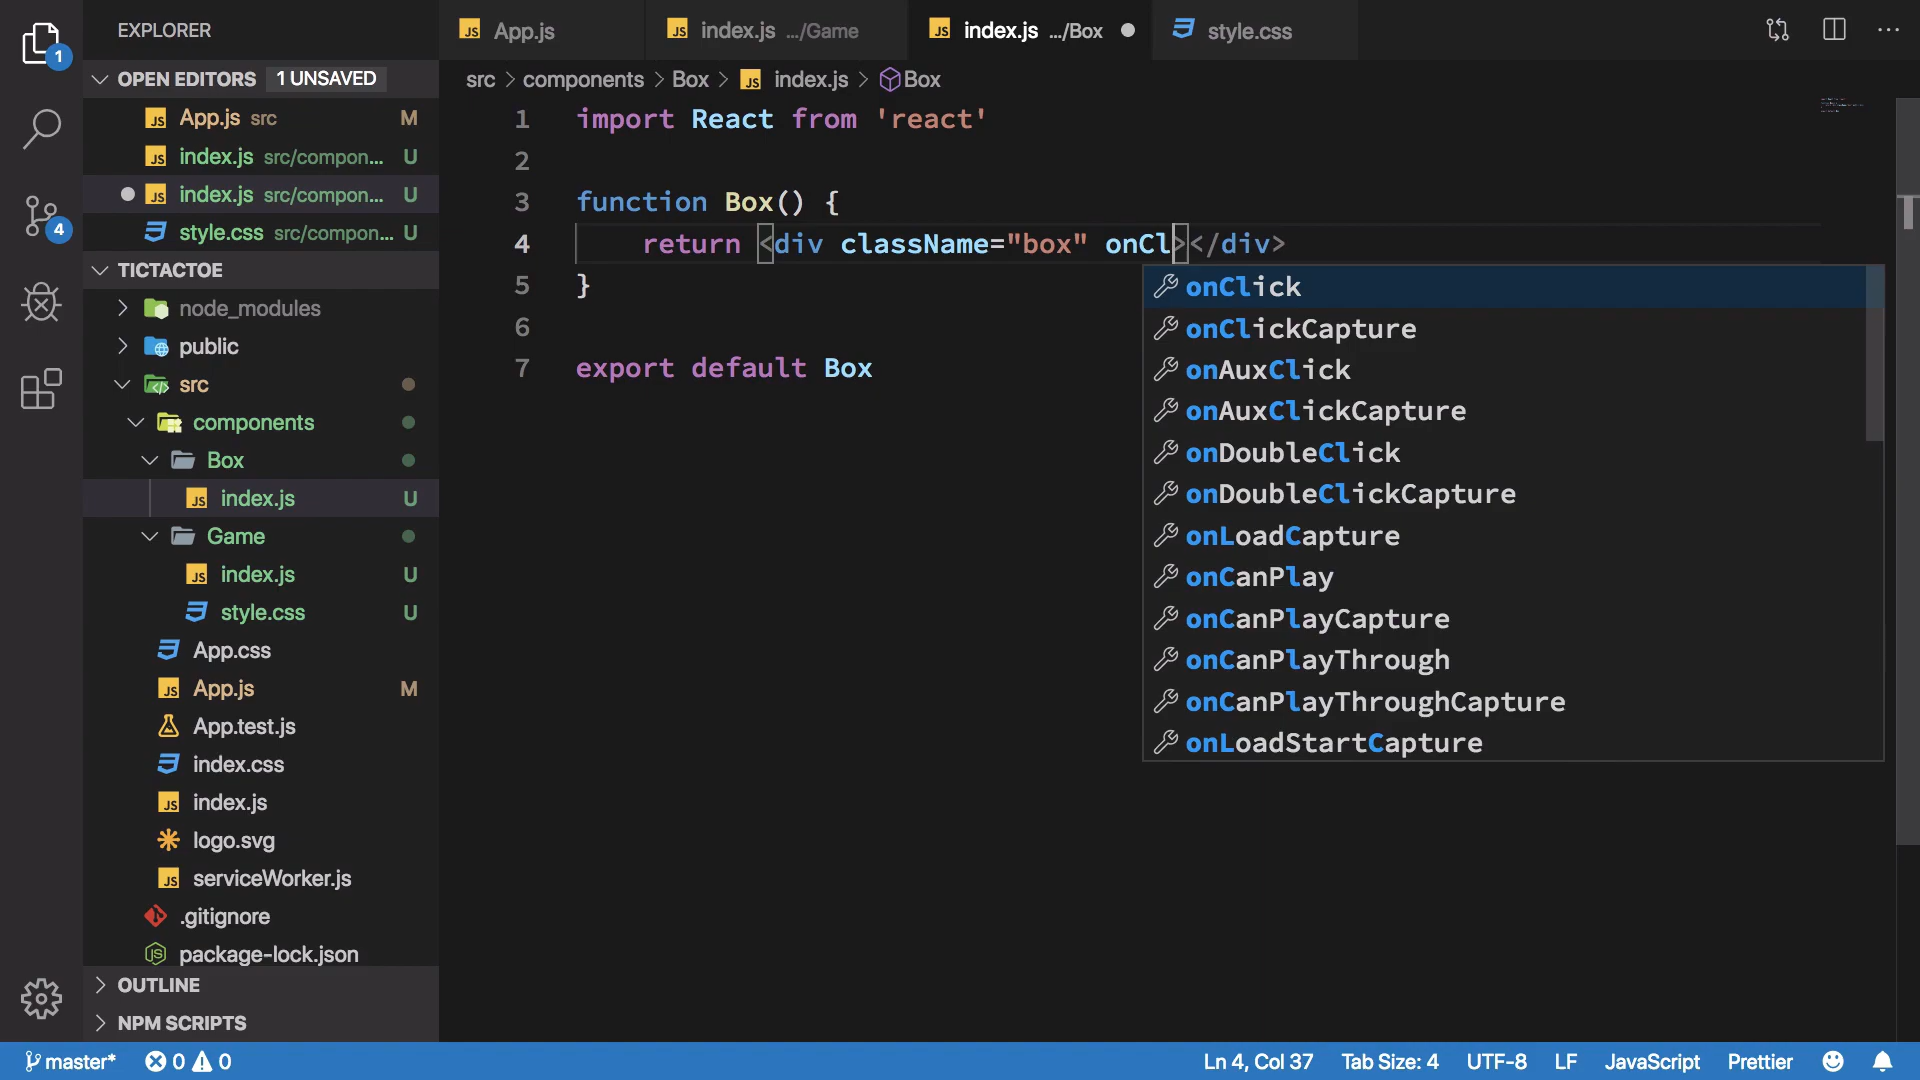 EXPLORER
App.js
index.js .../Game
index.js .../Box
style.css
1
OPEN EDITORS 1 UNSAVED
src > components > Box > index.js > Box
App.js src M
index.js src/compon... U
index.js src/compon... U
style.css src/compon... U
4
TICTACTOE
node_modules
public
src
components
Box
index.js U
Game
index.js U
style.css U
App.css
App.js M
App.test.js
index.css
index.js
logo.svg
serviceWorker.js
.gitignore
package-lock.json
OUTLINE
NPM SCRIPTS
1 import React from 'react'
2
3 function Box() {
4 return <div className="box" onCl></div>
5 }
6
7 export default Box
onClick
onClickCapture
onAuxClick
onAuxClickCapture
onDoubleClick
onDoubleClickCapture
onLoadCapture
onCanPlay
onCanPlayCapture
onCanPlayThrough
onCanPlayThroughCapture
onLoadStartCapture
master* 0 0 Ln 4, Col 37 Tab Size: 4 UTF-8 LF JavaScript Prettier